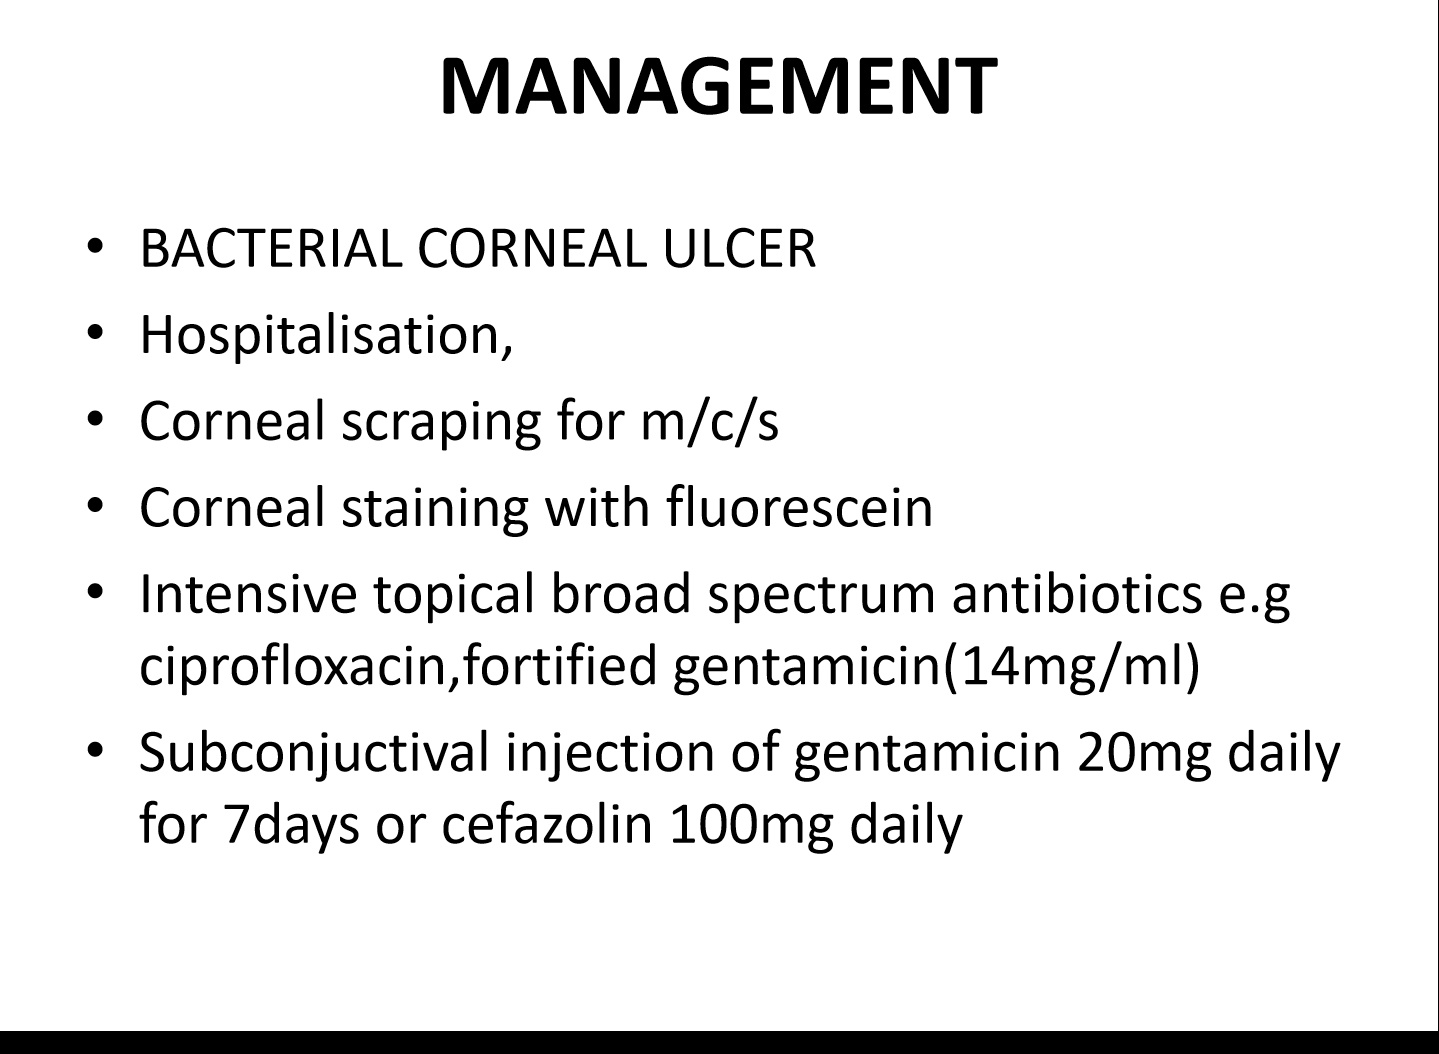 MANAGEMENT
• BACTERIAL CORNEAL ULCER
• Hospitalisation,
• Corneal scraping for m/c/s
• Corneal staining with fluorescein
• Intensive topical broad spectrum antibiotics e.g
ciprofloxacin,fortified gentamicin(14mg/ml)
• Subconjuctival injection of gentamicin 20mg daily
for 7days or cefazolin 100mg daily